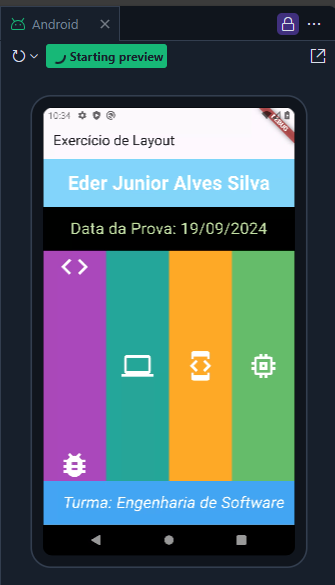 Android
Starting preview
10:34
DEBUG
Exercício de Layout
Eder Junior Alves Silva
Data da Prova: 19/09/2024
Turma: Engenharia de Software